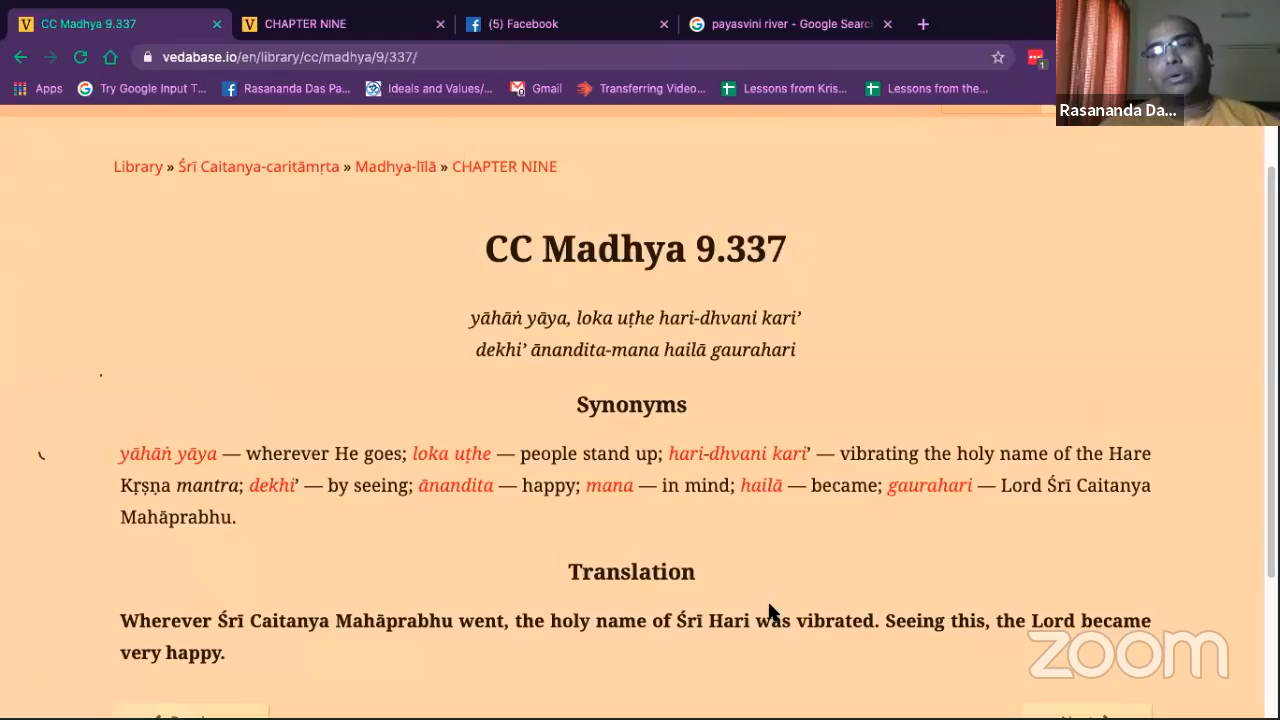 CC Madhya 9.337
CHAPTER NINE
(5) Facebook
payasvini river - Google Search
vedabase.io/en/library/cc/madhya/9/337/
1
Apps
Try Google Input T...
Rasananda Das Pa...
Ideals and Values/...
Gmail
Transferring Video...
Lessons from Kris...
Lessons from the...
Rasananda Da...
Library » Śrī Caitanya-caritāmṛta » Madhya-līlā » CHAPTER NINE
CC Madhya 9.337
yāhāṅ yāya, loka uṭhe hari-dhvani kari’
dekhi’ ānandita-mana hailā gaurahari
Synonyms
yāhāṅ yāya — wherever He goes; loka uṭhe — people stand up; hari-dhvani kari’ — vibrating the holy name of the Hare
Kṛṣṇa mantra; dekhi’ — by seeing; ānandita — happy; mana — in mind; hailā — became; gaurahari — Lord Śrī Caitanya
Mahāprabhu.
Translation
Wherever Śrī Caitanya Mahāprabhu went, the holy name of Śrī Hari was vibrated. Seeing this, the Lord became
very happy.
zoom